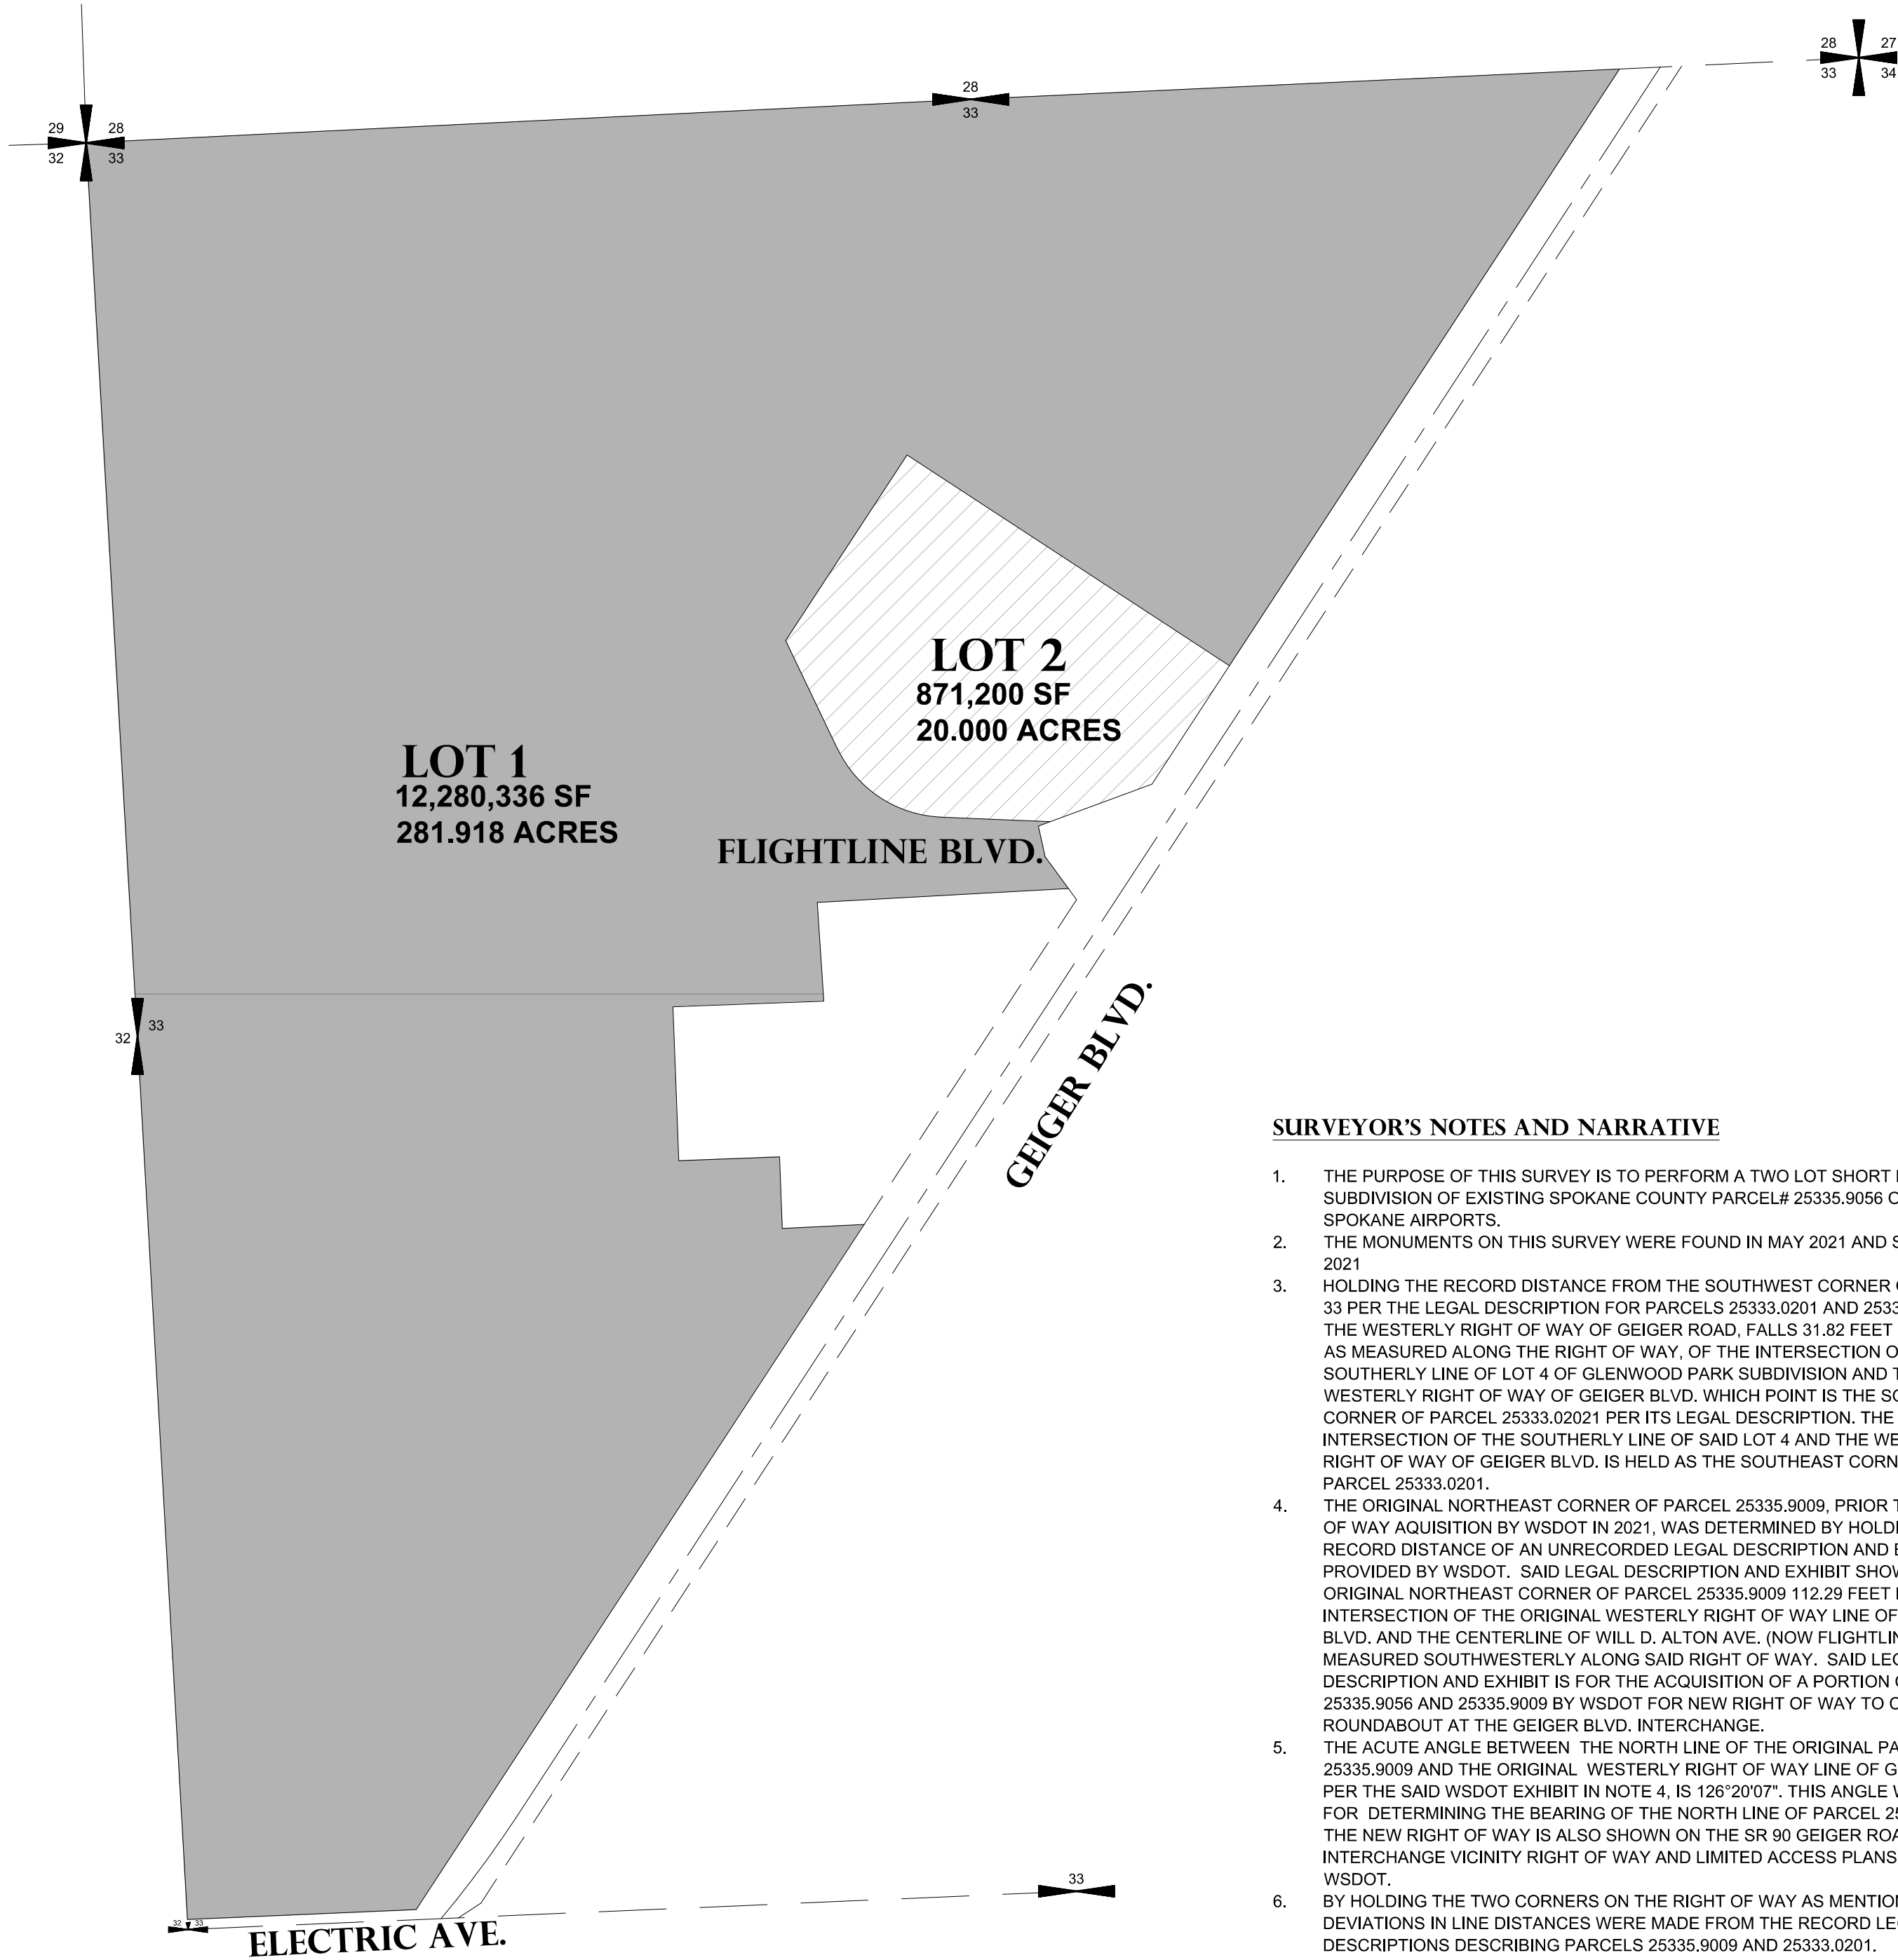 28 27
33 34
28
33
29 28
32 33
LOT 2
871,200 SF
20.000 ACRES
LOT 1
12,280,336 SF
281.918 ACRES
FLIGHTLINE BLVD.
33
32
GEIGER BLVD.
SURVEYOR'S NOTES AND NARRATIVE
1. THE PURPOSE OF THIS SURVEY IS TO PERFORM A TWO LOT SHORT
SUBDIVISION OF EXISTING SPOKANE COUNTY PARCEL# 25335.9056
SPOKANE AIRPORTS.
2. THE MONUMENTS ON THIS SURVEY WERE FOUND IN MAY 2021 AND
2021
3. HOLDING THE RECORD DISTANCE FROM THE SOUTHWEST CORNER
33 PER THE LEGAL DESCRIPTION FOR PARCELS 25333.0201 AND 2533
THE WESTERLY RIGHT OF WAY OF GEIGER ROAD, FALLS 31.82 FEET
AS MEASURED ALONG THE RIGHT OF WAY, OF THE INTERSECTION O
SOUTHERLY LINE OF LOT 4 OF GLENWOOD PARK SUBDIVISION AND T
WESTERLY RIGHT OF WAY OF GEIGER BLVD. WHICH POINT IS THE SO
CORNER OF PARCEL 25333.02021 PER ITS LEGAL DESCRIPTION. THE
INTERSECTION OF THE SOUTHERLY LINE OF SAID LOT 4 AND THE WE
RIGHT OF WAY OF GEIGER BLVD. IS HELD AS THE SOUTHEAST CORN
PARCEL 25333.0201.
4. THE ORIGINAL NORTHEAST CORNER OF PARCEL 25335.9009, PRIOR T
OF WAY AQUISITION BY WSDOT IN 2021, WAS DETERMINED BY HOLD
RECORD DISTANCE OF AN UNRECORDED LEGAL DESCRIPTION AND E
PROVIDED BY WSDOT. SAID LEGAL DESCRIPTION AND EXHIBIT SHOW
ORIGINAL NORTHEAST CORNER OF PARCEL 25335.9009 112.29 FEET
INTERSECTION OF THE ORIGINAL WESTERLY RIGHT OF WAY LINE OF
BLVD. AND THE CENTERLINE OF WILL D. ALTON AVE. (NOW FLIGHTLIN
MEASURED SOUTHWESTERLY ALONG SAID RIGHT OF WAY. SAID LEG
DESCRIPTION AND EXHIBIT IS FOR THE ACQUISITION OF A PORTION
25335.9056 AND 25335.9009 BY WSDOT FOR NEW RIGHT OF WAY TO C
ROUNDABOUT AT THE GEIGER BLVD. INTERCHANGE.
5. THE ACUTE ANGLE BETWEEN THE NORTH LINE OF THE ORIGINAL PA
25335.9009 AND THE ORIGINAL WESTERLY RIGHT OF WAY LINE OF G
PER THE SAID WSDOT EXHIBIT IN NOTE 4, IS 126°20'07". THIS ANGLE W
FOR DETERMINING THE BEARING OF THE NORTH LINE OF PARCEL 25
THE NEW RIGHT OF WAY IS ALSO SHOWN ON THE SR 90 GEIGER ROA
INTERCHANGE VICINITY RIGHT OF WAY AND LIMITED ACCESS PLANS
WSDOT.
6. BY HOLDING THE TWO CORNERS ON THE RIGHT OF WAY AS MENTION
DEVIATIONS IN LINE DISTANCES WERE MADE FROM THE RECORD LE
DESCRIPTIONS DESCRIBING PARCELS 25335.9009 AND 25333.0201.
33
32 33
ELECTRIC AVE.